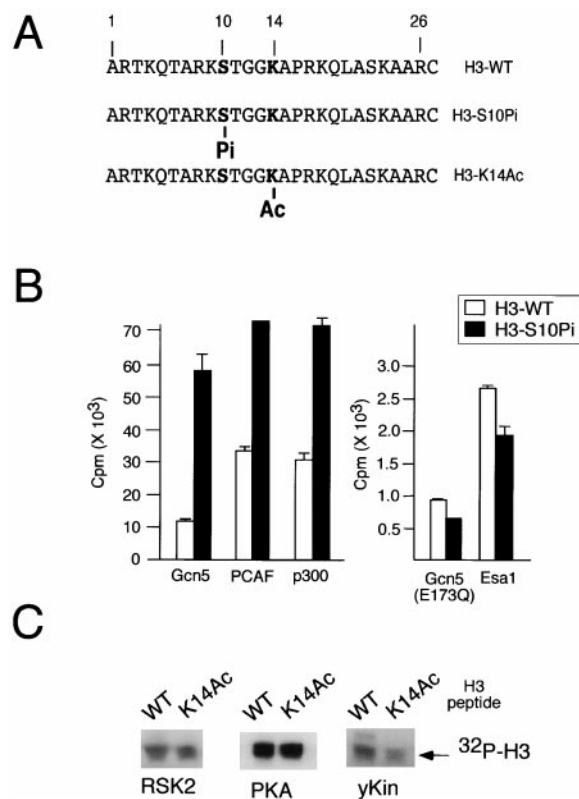 A
1 10 14 26
ARTKQTARKSTGGKAPRKQLASKAARC H3-WT
ARTKQTARKSTGGKAPRKQLASKAARC H3-S10Pi
Pi
ARTKQTARKSTGGKAPRKQLASKAARC H3-K14Ac
Ac
B
H3-WT
H3-S10Pi
Cpm (X 10³)
70
60
50
40
30
20
10
0
Gcn5 PCAF p300
Cpm (X 10³)
3.0
2.5
2.0
1.5
1.0
0.5
Gcn5 (E173Q) Esa1
C
WT K14Ac WT K14Ac WT K14Ac H3 peptide
³²P-H3
RSK2 PKA yKin